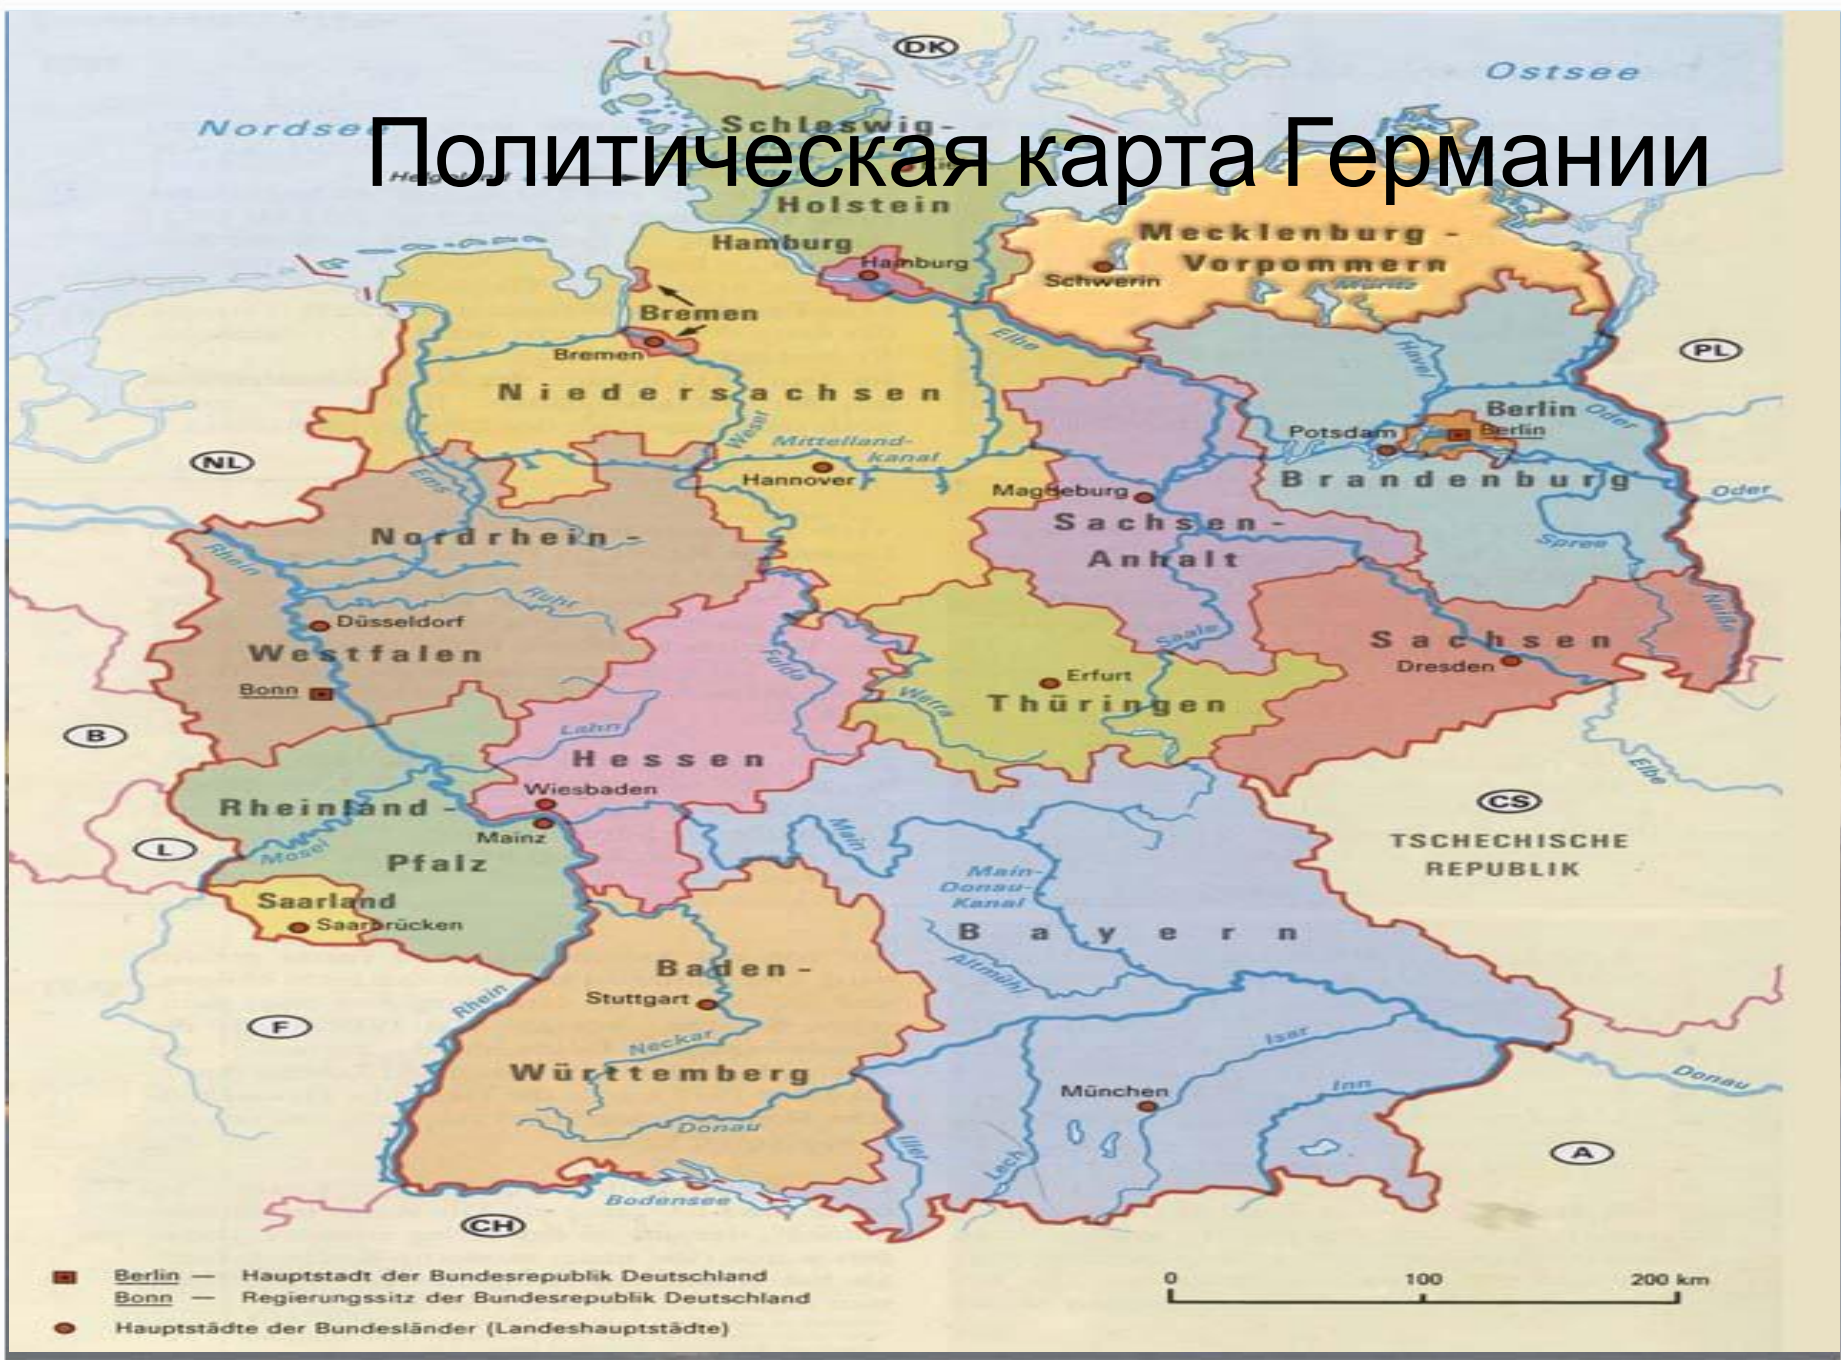 DK
Ostsee
Nordsee
Политическая карта Германии
Schleswig-
Helgoland
Holstein
Hamburg
Hamburg
Mecklenburg -
Vorpommern
Schwerin
Müritz
Bremen
Bremen
Elbe
Havel
PL
Niedersachsen
Weser
Berlin
Berlin
Oder
Potsdam
Mittelland-
kanal
NL
Ems
Hannover
Magdeburg
Brandenburg
Oder
Sachsen-
Anhalt
Spree
Nordrhein-
Westfalen
Rhein
Ruhr
Düsseldorf
Neiße
Saale
Sachsen
Dresden
Fulda
Bonn
Erfurt
Thüringen
Werra
B
Lahn
Hessen
Elbe
Wiesbaden
CS
TSCHECHISCHE
REPUBLIK
Rheinland-
Pfalz
Mainz
L
Mosel
Main
Main-
Donau-
Kanal
Saarland
Saarbrücken
Bayern
Altmühl
Baden-
Württemberg
Stuttgart
Rhein
F
Neckar
Isar
Donau
München
Inn
Donau
Iller
Lech
A
Bodensee
CH
Berlin — Hauptstadt der Bundesrepublik Deutschland
Bonn — Regierungssitz der Bundesrepublik Deutschland
Hauptstädte der Bundesländer (Landeshauptstädte)
0 100 200 km